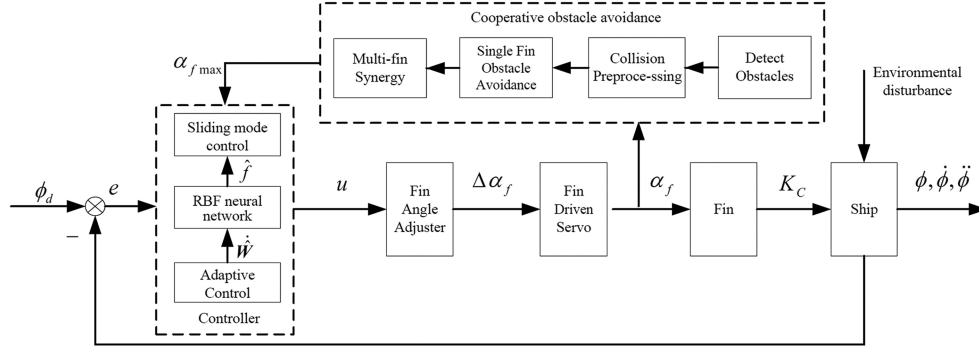 Cooperative obstacle avoidance
Multi-fin
Synergy
Single Fin
Obstacle
Avoidance
Collision
Preproce-ssing
Detect
Obstacles
α_{f max}
Environmental
disturbance
Sliding mode
control
f̂
RBF neural
network
Ŵ̇
Adaptive
Control
Controller
ϕ_d
e
−
u
Fin
Angle
Adjuster
Δα_f
Fin
Driven
Servo
α_f
Fin
K_C
Ship
ϕ, ϕ̇, ϕ̈